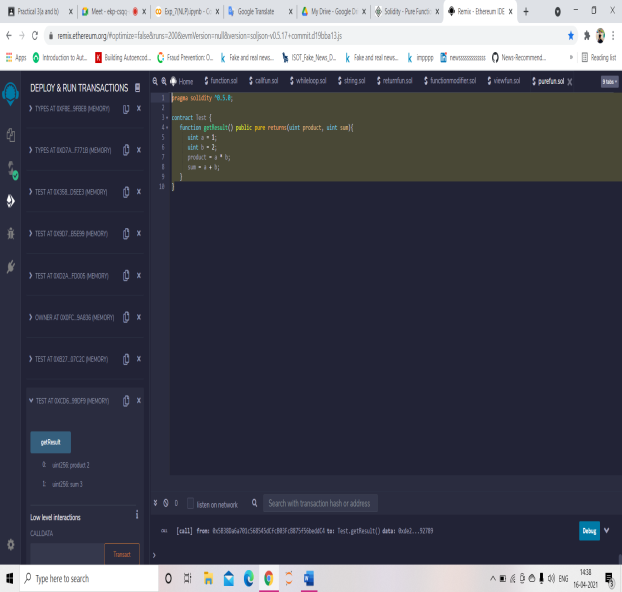 Practical 3(a and b)
Meet - ekp-csqq
Exp_7(NLP).ipynb - Co
Google Translate
My Drive - Google Dri
Solidity - Pure Functio
Remix - Ethereum IDE
remix.ethereum.org/#optimize=false&runs=200&evmVersion=null&version=soljson-v0.5.17+commit.d19bba13.js
Apps
Introduction to Aut...
Building Autoencod...
Fraud Prevention: O...
Fake and real news...
ISOT_Fake_News_D...
Fake and real news...
impppp
newsssssssssssss
News-Recommend...
Reading list
DEPLOY & RUN TRANSACTIONS
TYPES AT 0XF8E...9FBEB (MEMORY)
TYPES AT 0XD7A...F771B (MEMORY)
TEST AT 0X358...D5EE3 (MEMORY)
TEST AT 0X9D7...B5E99 (MEMORY)
TEST AT 0XD2A...FD005 (MEMORY)
OWNER AT 0X0FC...9A836 (MEMORY)
TEST AT 0XB27...07C2C (MEMORY)
TEST AT 0XCD6...99DF9 (MEMORY)
getResult
0: uint256: product 2
1: uint256: sum 3
Low level interactions
i
CALLDATA
Transact
Home
function.sol
callfun.sol
whileloop.sol
string.sol
returnfun.sol
functionmodifier.sol
viewfun.sol
purefun.sol
9 tabs
1 pragma solidity ^0.5.0;
2
3 contract Test {
4 function getResult() public pure returns(uint product, uint sum){
5 uint a = 1;
6 uint b = 2;
7 product = a * b;
8 sum = a + b;
9 }
10 }
0
listen on network
Search with transaction hash or address
[call] from: 0x5B38Da6a701c568545dCfcB03FcB875f56beddC4 to: Test.getResult() data: 0xde2...92789
Debug
>
Type here to search
ENG
14:38
16-04-2021